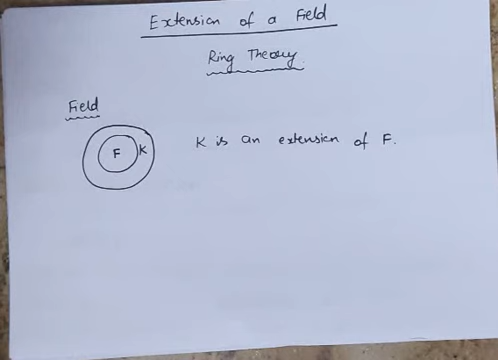 Extension of a Field
Ring Theory
Field
F K
K is an extension of F.